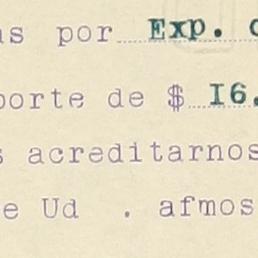 as por Exp.
porte de $ I6.
s acreditarnos
e Ud . afmos